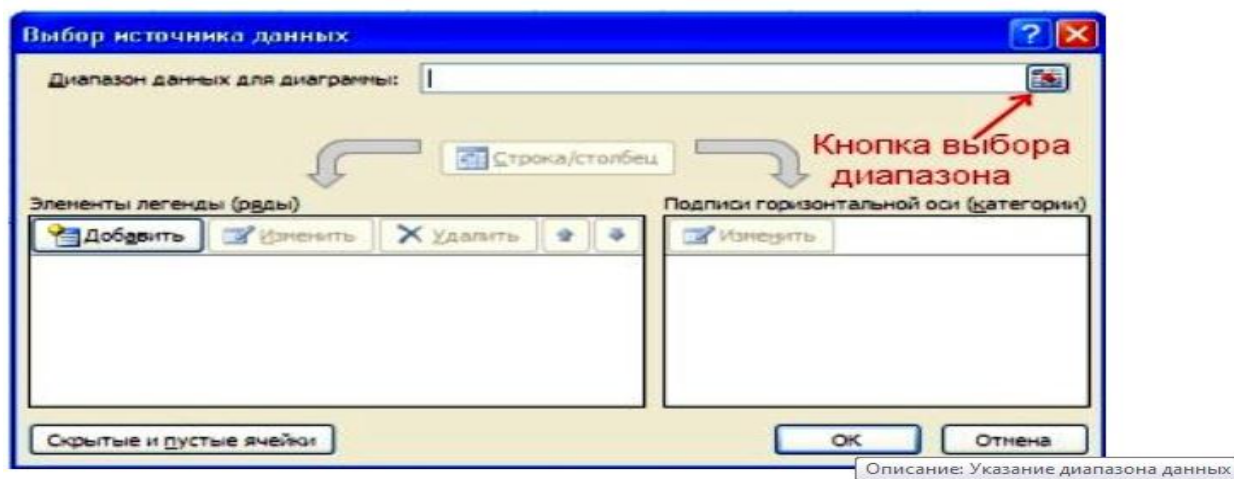 Выбор источника данных
Диапазон данных для диаграммы:
Кнопка выбора
диапазона
Строка/столбец
Элементы легенды (ряды)
Подписи горизонтальной оси (категории)
Добавить Изменить Удалить
Изменить
Скрытые и пустые ячейки
ОК Отмена
Описание: Указание диапазона данных